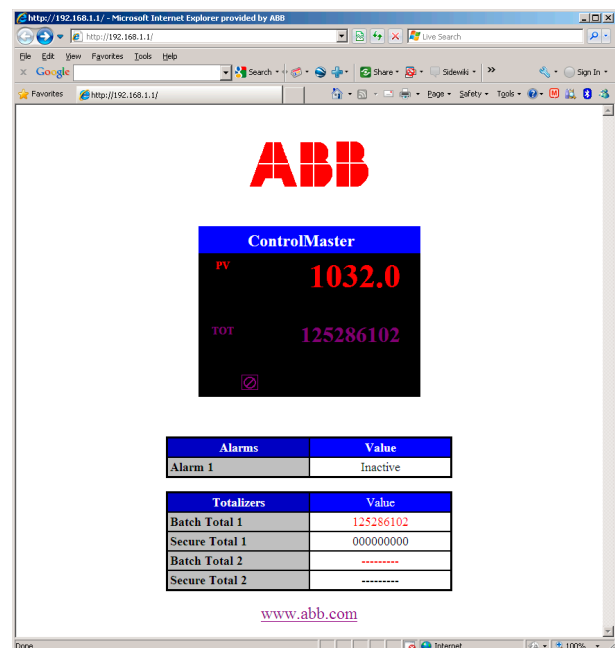 http://192.168.1.1/ - Microsoft Internet Explorer provided by ABB
http://192.168.1.1/ Live Search
File Edit View Favorites Tools Help
x Google Search Share Sidewiki » Sign In
Favorites http://192.168.1.1/ Page Safety Tools
ABB
ControlMaster
PV 1032.0
TOT 125286102
Alarms Value
Alarm 1 Inactive
Totalizers Value
Batch Total 1 125286102
Secure Total 1 000000000
Batch Total 2 ---------
Secure Total 2 ---------
www.abb.com
Done Internet 100%